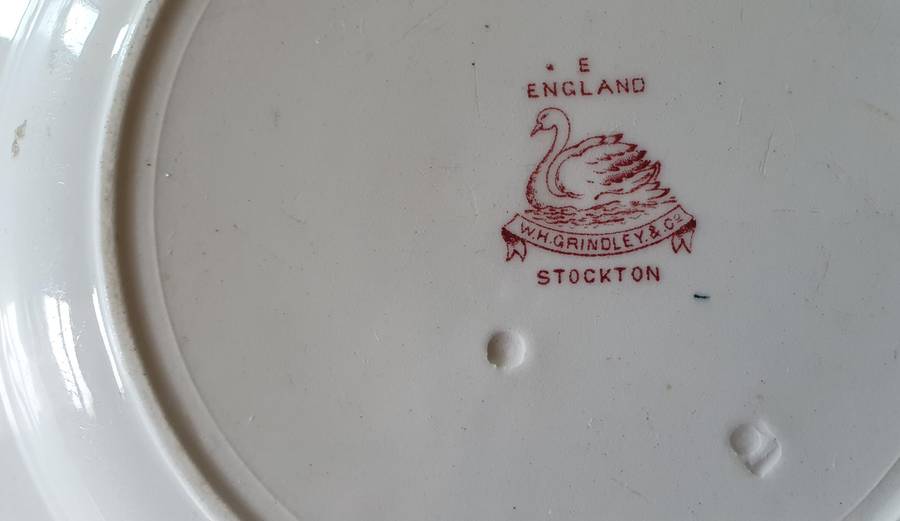 E
ENGLAND
W.H.GRINDLEY.& Cº
STOCKTON